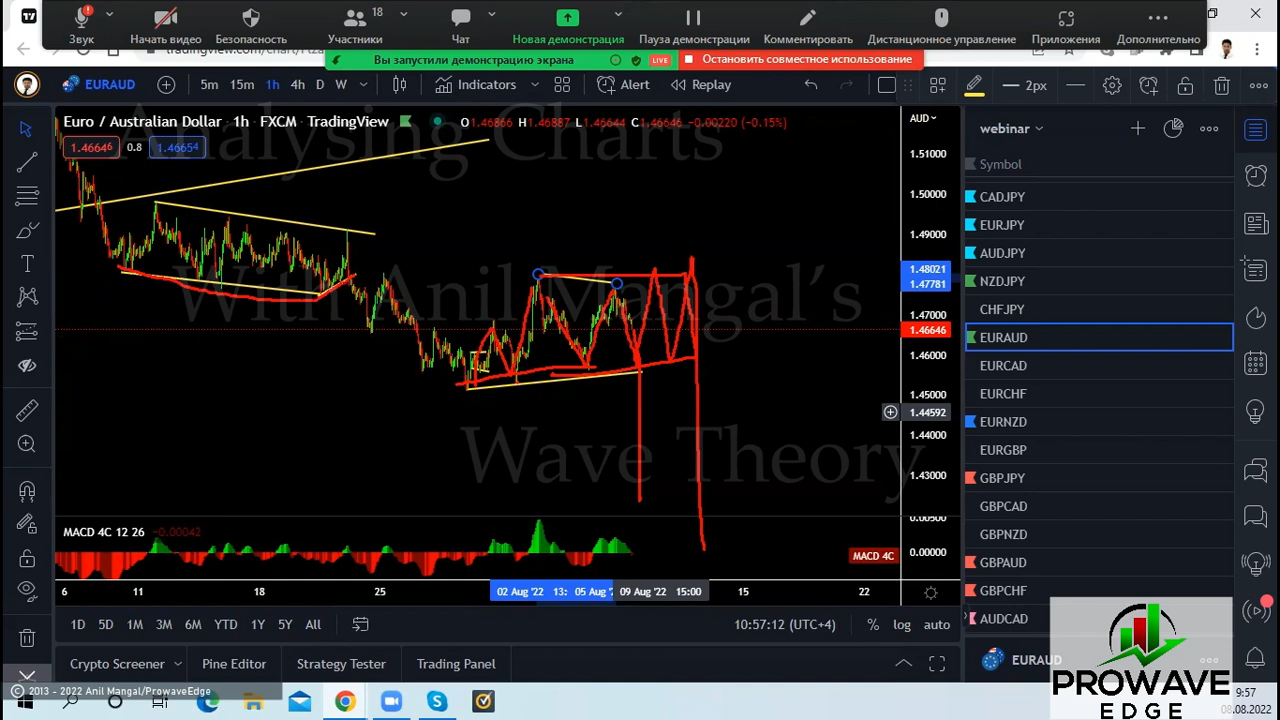 Звук
Начать видео
Безопасность
18
Участники
Чат
Новая демонстрация
Пауза демонстрации
Комментировать
Дистанционное управление
Приложения
Дополнительно
Вы запустили демонстрацию экрана
LIVE
Остановить совместное использование
EURAUD
5m 15m 1h 4h D W
Indicators
Alert
Replay
2px
Euro / Australian Dollar · 1h · FXCM · TradingView
O1.46866 H1.46887 L1.46644 C1.46646 -0.00220 (-0.15%)
1.46646 0.8 1.46654
Analysing Charts
With Anil Mangal's
Wave Theory
AUD
1.51000
1.50000
1.49000
1.48021
1.47781
1.47000
1.46646
1.46000
1.45000
1.44592
1.44000
1.43000
webinar
Symbol
CADJPY
EURJPY
AUDJPY
NZDJPY
CHFJPY
EURAUD
EURCAD
EURCHF
EURNZD
EURGBP
GBPJPY
GBPCAD
GBPNZD
GBPAUD
GBPCHF
AUDCAD
EURAUD
MACD 4C 12 26 -0.00042
0.00500
0.00000
MACD 4C
6 11 18 25 02 Aug '22 13: 05 Aug '2 09 Aug '22 15:00 15 22
1D 5D 1M 3M 6M YTD 1Y 5Y All
10:57:12 (UTC+4)
% log auto
Crypto Screener
Pine Editor
Strategy Tester
Trading Panel
© 2013 - 2022 Anil Mangal/ProwaveEdge
PROWAVE
EDGE
9:57
08.08.2022